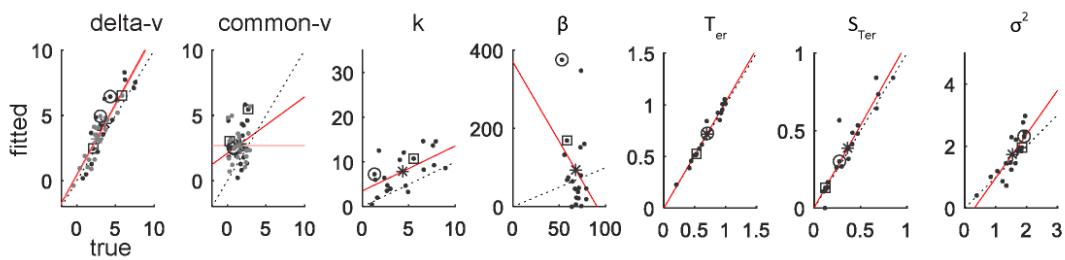 delta-v common-v k β T_er S_Ter σ²
fitted
10 5 0
0 5 10
10 5 0
0 5 10
30 20 10 0
0 5 10
400 200 0
0 50 100
1.5 1 0.5 0
0 0.5 1 1.5
1 0.5 0
0 0.5 1
4 2 0
0 1 2 3
true